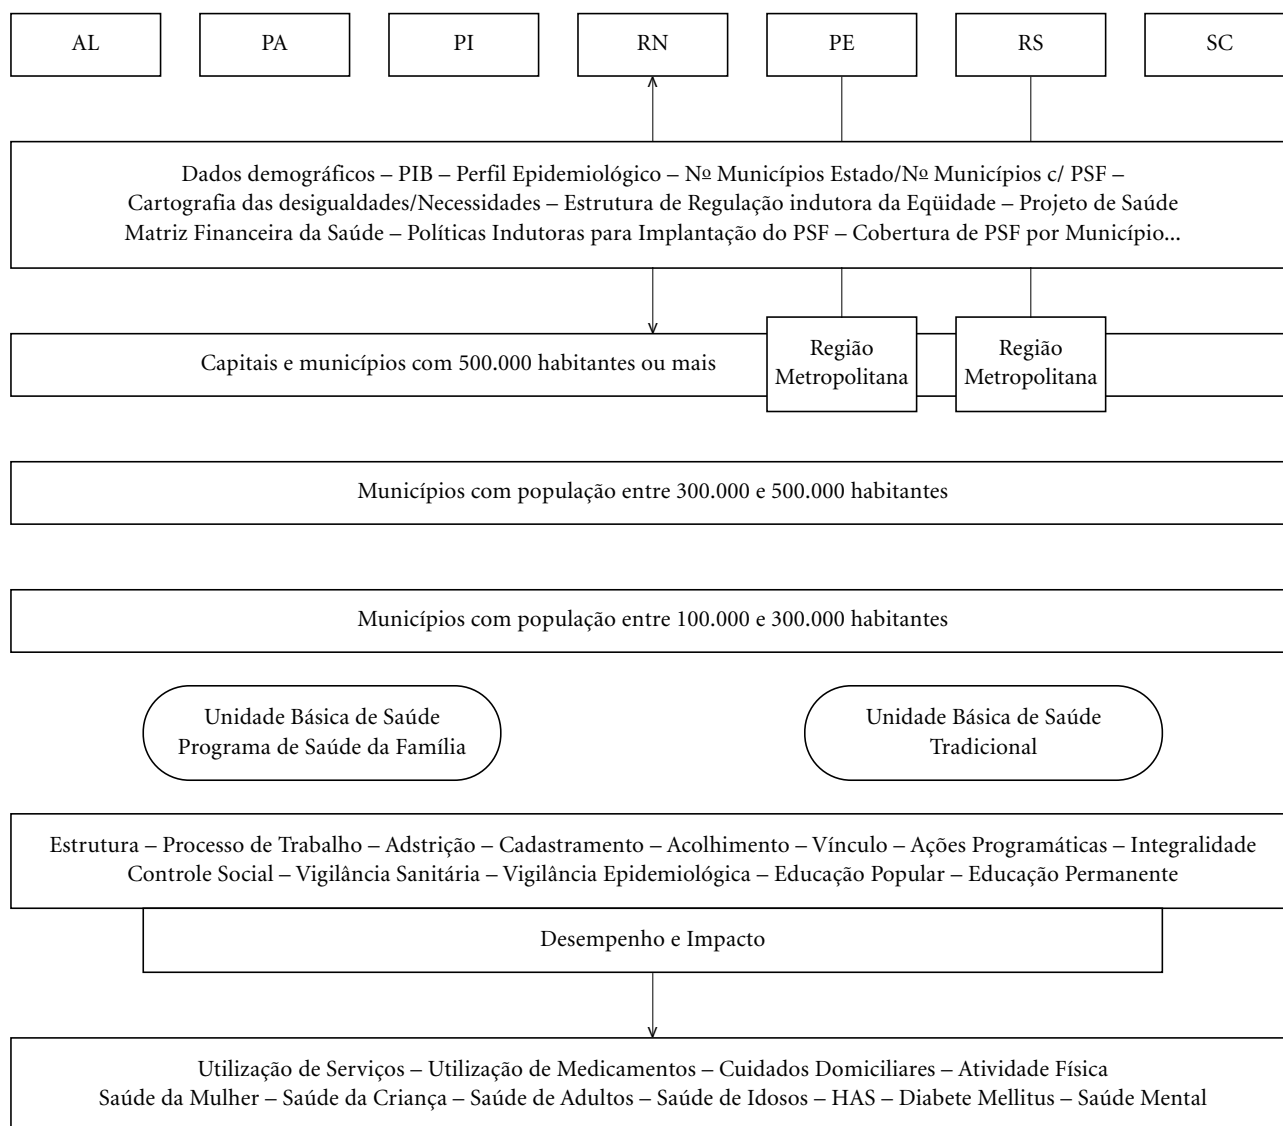 AL
PA
PI
RN
PE
RS
SC
Dados demográficos – PIB – Perfil Epidemiológico – Nº Municípios Estado/Nº Municípios c/ PSF –
Cartografia das desigualdades/Necessidades – Estrutura de Regulação indutora da Eqüidade – Projeto de Saúde
Matriz Financeira da Saúde – Políticas Indutoras para Implantação do PSF – Cobertura de PSF por Município...
Capitais e municípios com 500.000 habitantes ou mais
Região
Metropolitana
Região
Metropolitana
Municípios com população entre 300.000 e 500.000 habitantes
Municípios com população entre 100.000 e 300.000 habitantes
Unidade Básica de Saúde
Programa de Saúde da Família
Unidade Básica de Saúde
Tradicional
Estrutura – Processo de Trabalho – Adstrição – Cadastramento – Acolhimento – Vínculo – Ações Programáticas – Integralidade
Controle Social – Vigilância Sanitária – Vigilância Epidemiológica – Educação Popular – Educação Permanente
Desempenho e Impacto
Utilização de Serviços – Utilização de Medicamentos – Cuidados Domiciliares – Atividade Física
Saúde da Mulher – Saúde da Criança – Saúde de Adultos – Saúde de Idosos – HAS – Diabete Mellitus – Saúde Mental